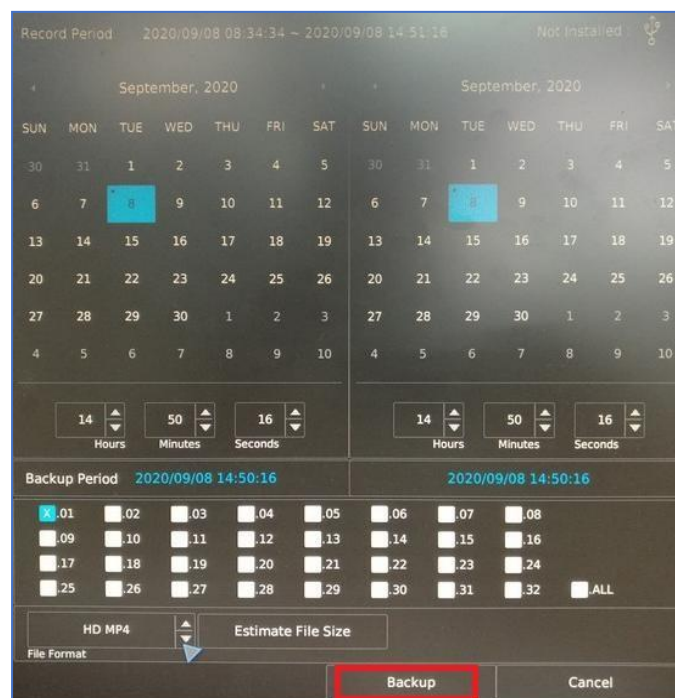 Record Period 2020/09/08 08:34:34 ~ 2020/09/08 14:51:16 Not Installed :
September, 2020 September, 2020
SUN MON TUE WED THU FRI SAT SUN MON TUE WED THU FRI SAT
30 31 1 2 3 4 5 30 31 1 2 3 4 5
6 7 8 9 10 11 12 6 7 8 9 10 11 12
13 14 15 16 17 18 19 13 14 15 16 17 18 19
20 21 22 23 24 25 26 20 21 22 23 24 25 26
27 28 29 30 1 2 3 27 28 29 30 1 2 3
4 5 6 7 8 9 10 4 5 6 7 8 9 10
14 50 16 14 50 16
Hours Minutes Seconds Hours Minutes Seconds
Backup Period 2020/09/08 14:50:16 2020/09/08 14:50:16
X .01 .02 .03 .04 .05 .06 .07 .08
.09 .10 .11 .12 .13 .14 .15 .16
.17 .18 .19 .20 .21 .22 .23 .24
.25 .26 .27 .28 .29 .30 .31 .32 .ALL
HD MP4 Estimate File Size
File Format
Backup Cancel